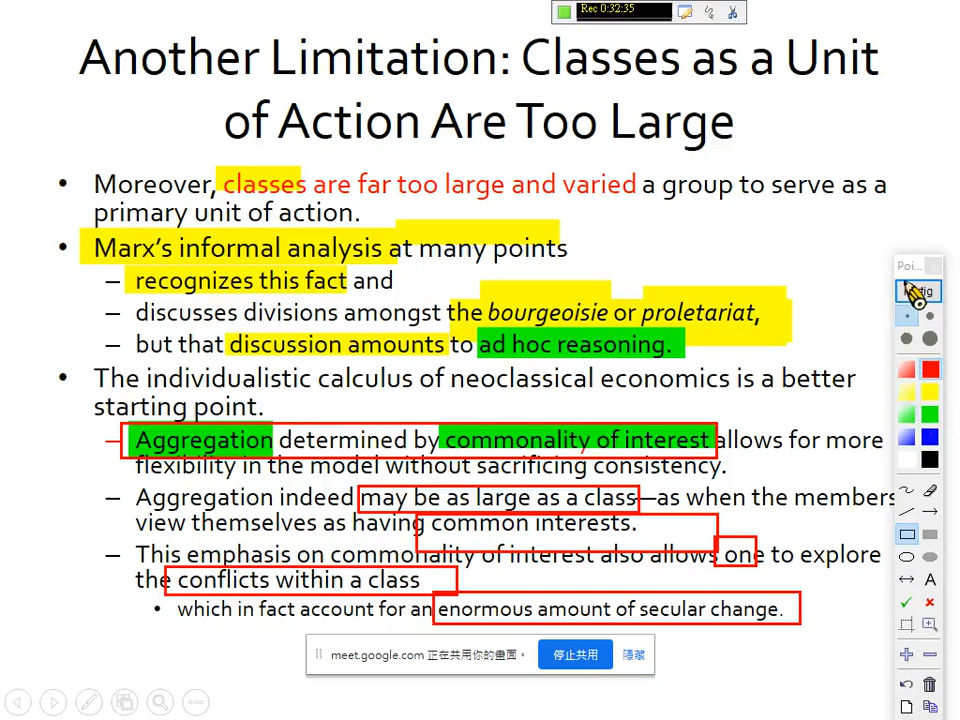 Rec 0:32:35
Another Limitation: Classes as a Unit
of Action Are Too Large
• Moreover, classes are far too large and varied a group to serve as a
primary unit of action.
• Marx's informal analysis at many points
– recognizes this fact and
– discusses divisions amongst the bourgeoisie or proletariat,
– but that discussion amounts to ad hoc reasoning.
• The individualistic calculus of neoclassical economics is a better
starting point.
– Aggregation determined by commonality of interest allows for more
flexibility in the model without sacrificing consistency.
– Aggregation indeed may be as large as a class—as when the members
view themselves as having common interests.
– This emphasis on commonality of interest also allows one to explore
the conflicts within a class
• which in fact account for an enormous amount of secular change.
meet.google.com 正在共用你的畫面。 停止共用 隱藏
Poi...
A